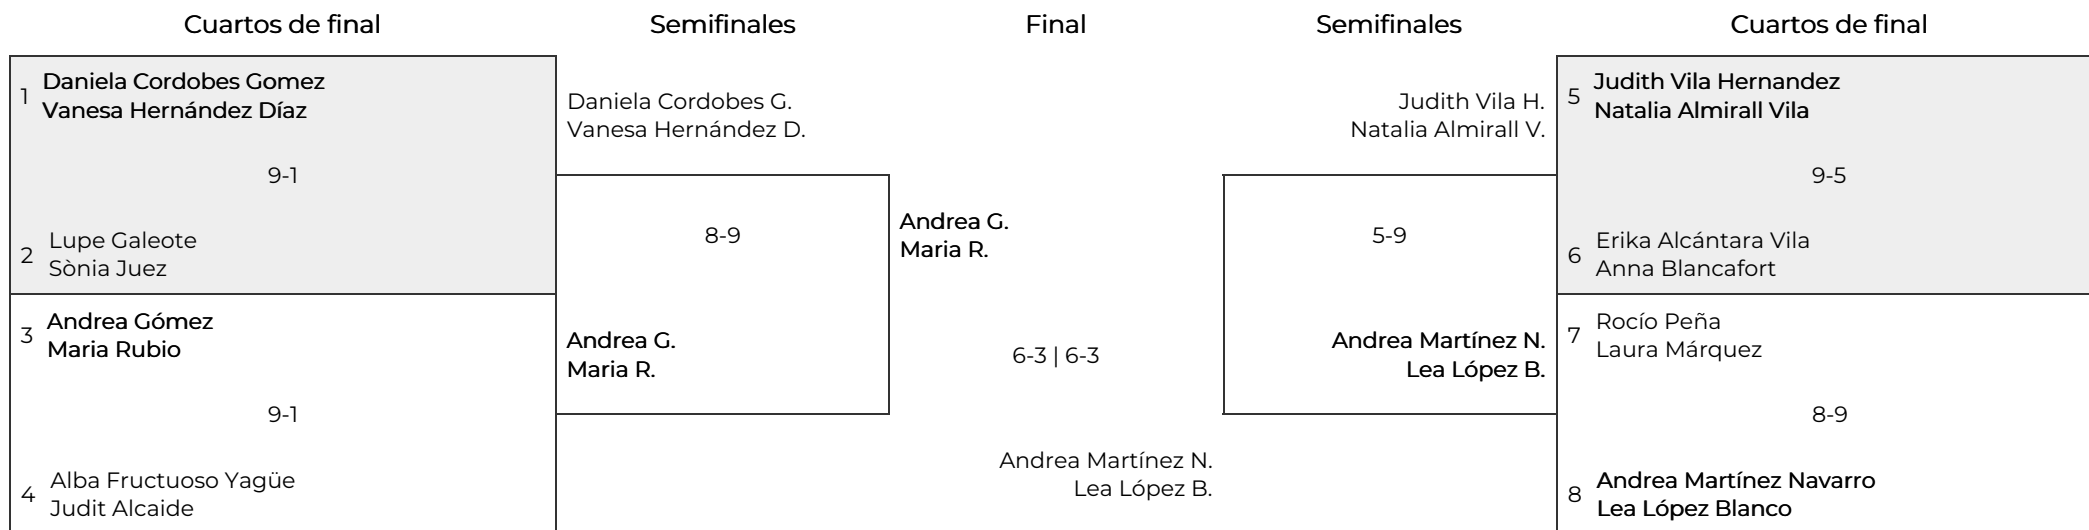 Cuartos de final
Semifinales
Final
Semifinales
Cuartos de final
1
Daniela Cordobes Gomez
Vanesa Hernández Díaz
9-1
2
Lupe Galeote
Sònia Juez
3
Andrea Gómez
Maria Rubio
9-1
4
Alba Fructuoso Yagüe
Judit Alcaide
Daniela Cordobes G.
Vanesa Hernández D.
8-9
Andrea G.
Maria R.
Andrea G.
Maria R.
6-3 | 6-3
Andrea Martínez N.
Lea López B.
Judith Vila H.
Natalia Almirall V.
5-9
Andrea Martínez N.
Lea López B.
5
Judith Vila Hernandez
Natalia Almirall Vila
9-5
6
Erika Alcántara Vila
Anna Blancafort
7
Rocío Peña
Laura Márquez
8-9
8
Andrea Martínez Navarro
Lea López Blanco